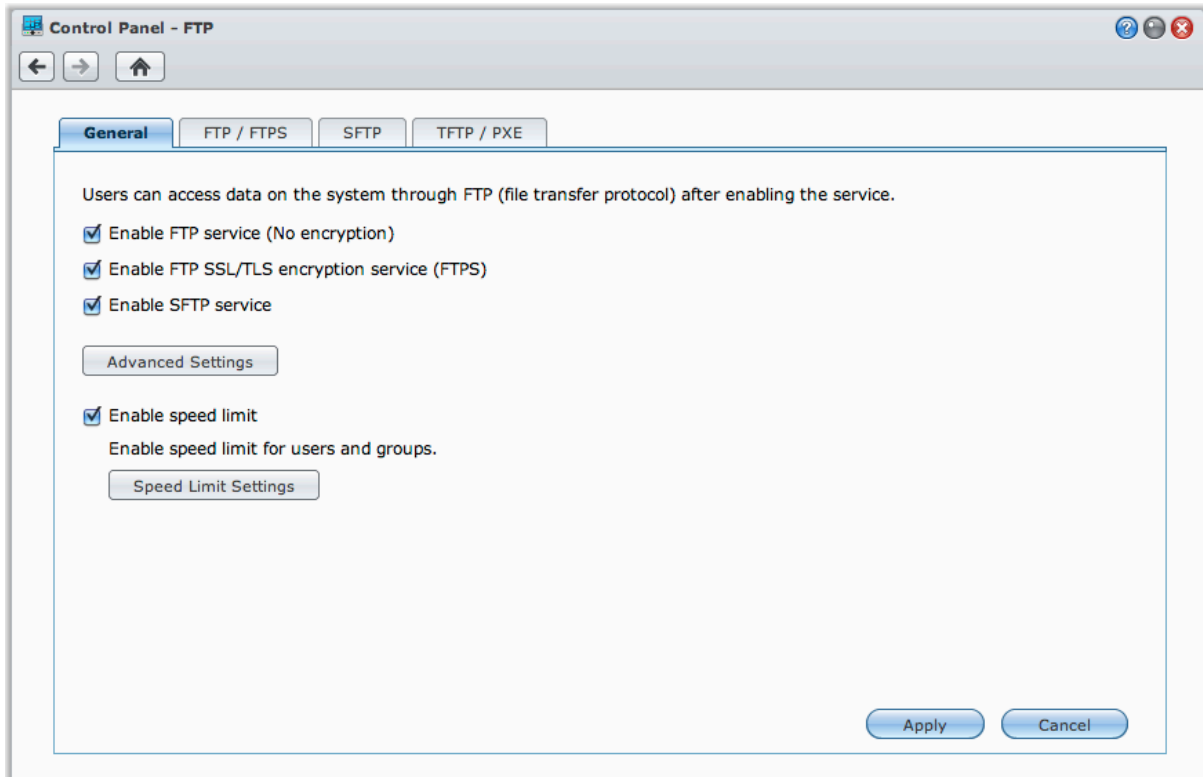 Control Panel - FTP
General
FTP / FTPS
SFTP
TFTP / PXE
Users can access data on the system through FTP (file transfer protocol) after enabling the service.
Enable FTP service (No encryption)
Enable FTP SSL/TLS encryption service (FTPS)
Enable SFTP service
Advanced Settings
Enable speed limit
Enable speed limit for users and groups.
Speed Limit Settings
Apply
Cancel